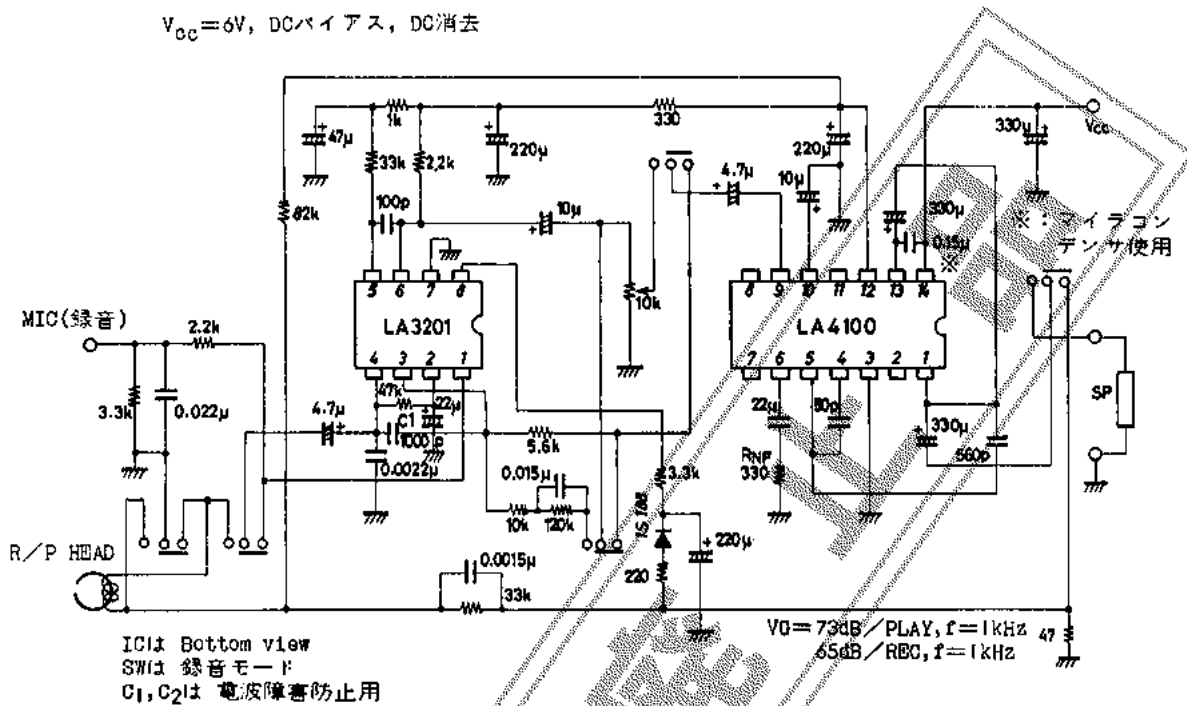 VCC=6V, DCバイアス, DC消去
47μ
1k
33k
2.2k
220μ
330
82k
100p
10μ
10k
4.7μ
10μ
220μ
330μ
0.15μ
※
330μ
VCC
※：マイラコン
デンサ使用
5 6 7 8
LA3201
4 3 2 1
8 9 10 11 12 13 14
LA4100
7 6 5 4 3 2 1
MIC(録音)
2.2k
3.3k
0.022μ
4.7μ
47k
C1
1000p
22μ
0.0022μ
5.6k
0.015μ
10k
120k
3.3k
1S188
220
220μ
22μ
RNF
330
50p
330μ
560p
SP
R/P HEAD
0.0015μ
33k
47
VG=73dB/PLAY, f=1kHz
65dB/REC, f=1kHz
ICは Bottom view
SWは 録音モード
C1,C2は 電波障害防止用